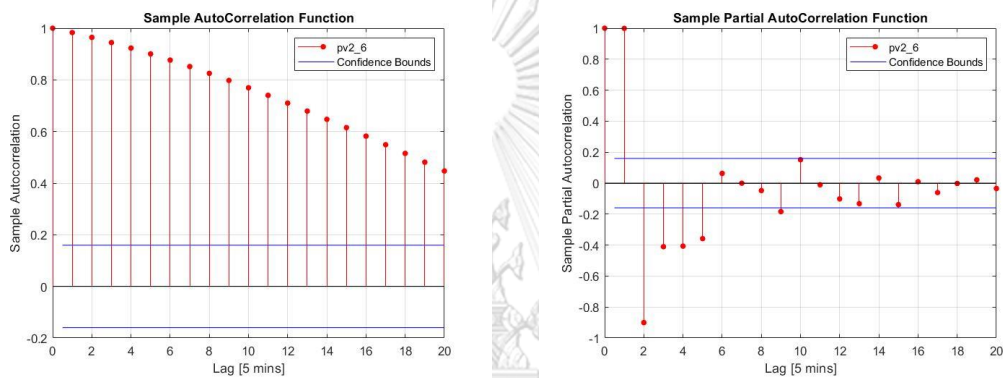 Sample AutoCorrelation Function
1
0.8
0.6
0.4
0.2
0
-0.2
Sample Autocorrelation
pv2_6
Confidence Bounds
0 2 4 6 8 10 12 14 16 18 20
Lag [5 mins]
Sample Partial AutoCorrelation Function
1
0.8
0.6
0.4
0.2
0
-0.2
-0.4
-0.6
-0.8
-1
Sample Partial Autocorrelation
pv2_6
Confidence Bounds
0 2 4 6 8 10 12 14 16 18 20
Lag [5 mins]